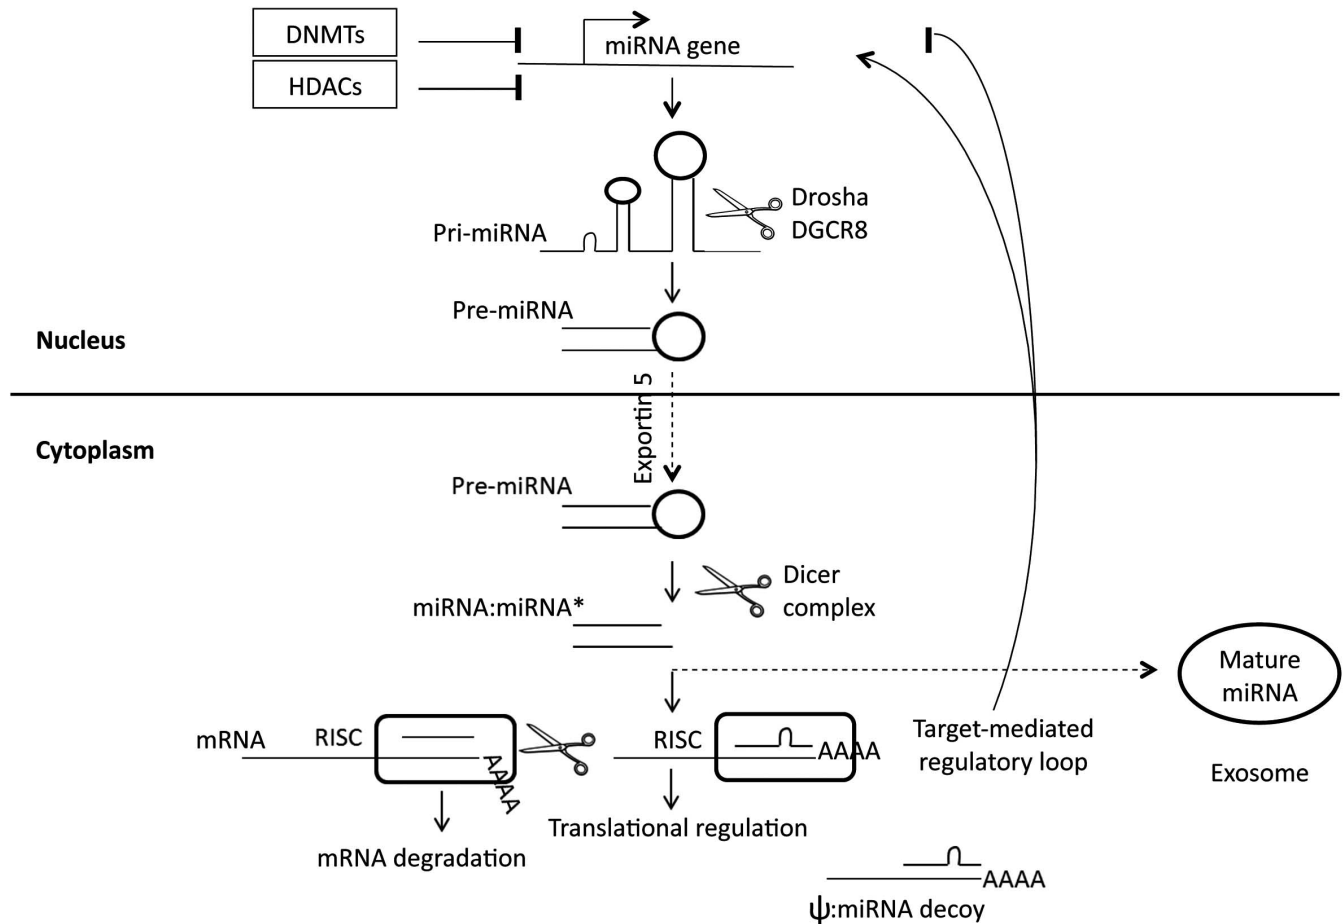 DNMTs
miRNA gene
HDACs
Drosha
DGCR8
Pri-miRNA
Pre-miRNA
Nucleus
Exportin 5
Cytoplasm
Pre-miRNA
Dicer
complex
miRNA:miRNA*
Mature
miRNA
mRNA
RISC
AAAA
RISC
AAAA
Target-mediated
regulatory loop
Exosome
Translational regulation
mRNA degradation
AAAA
ψ:miRNA decoy